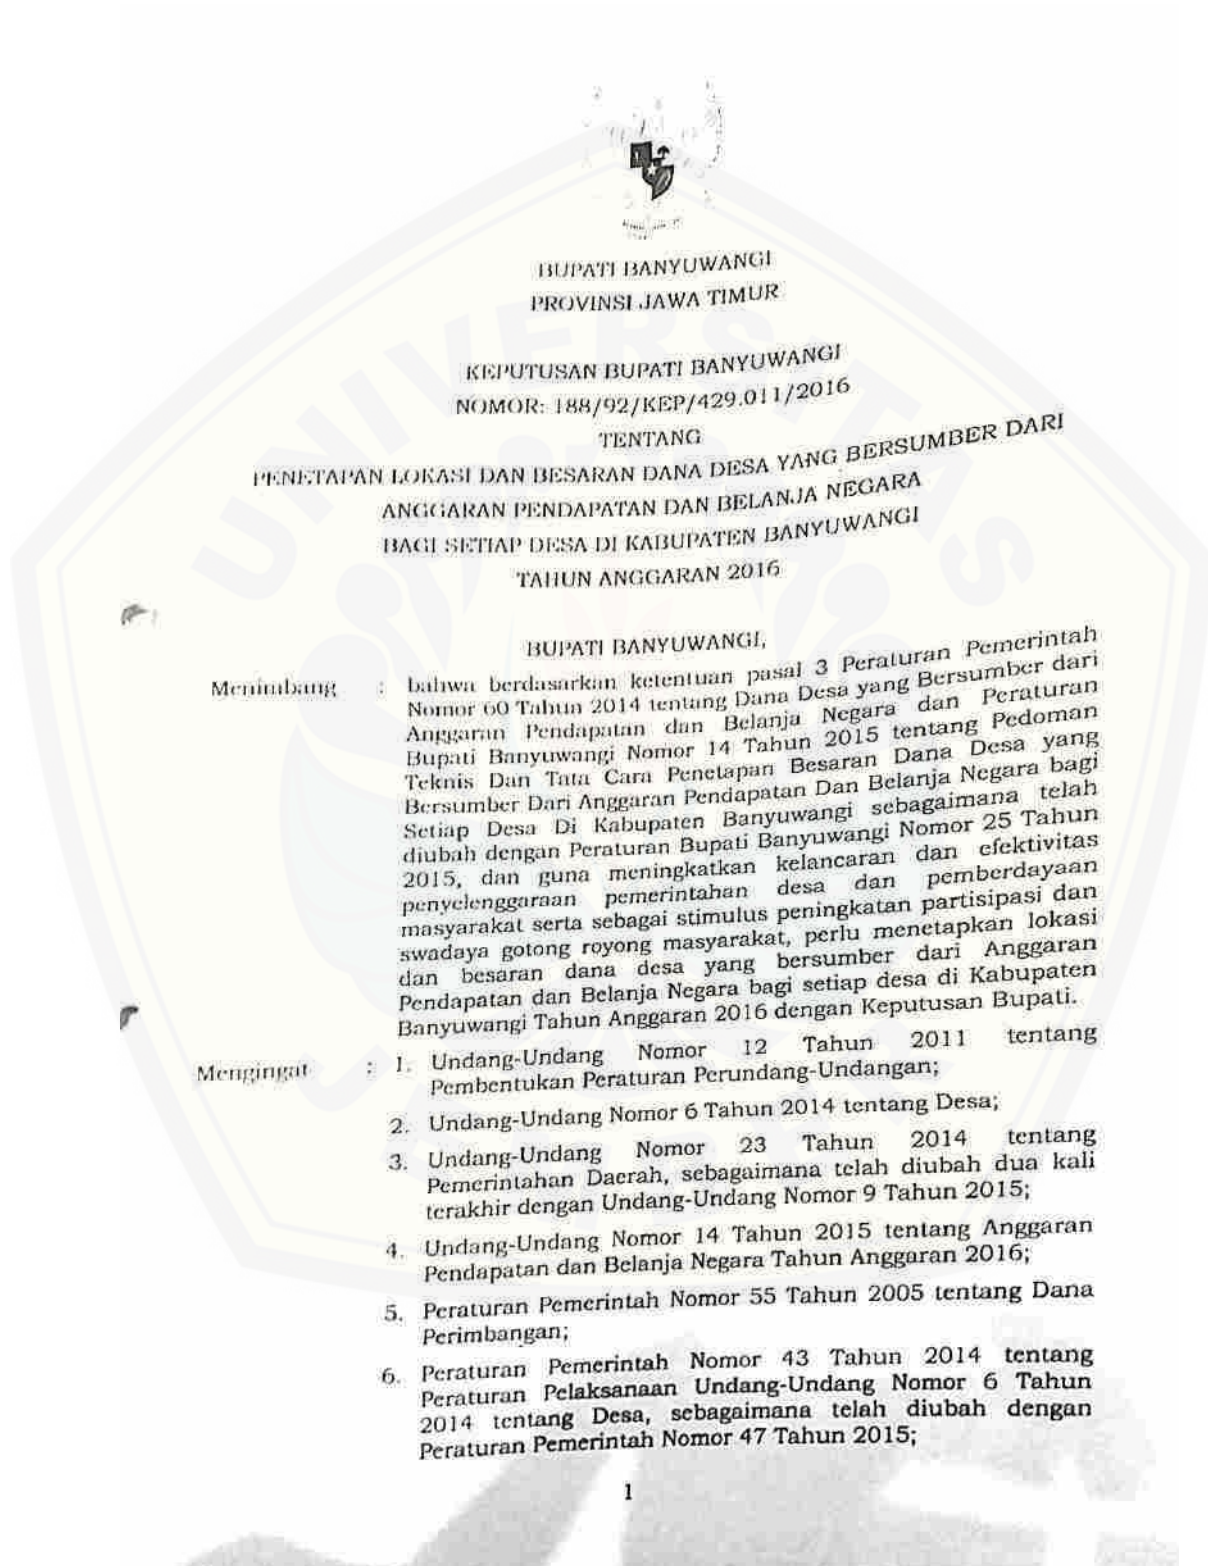 BUPATI BANYUWANGI
PROVINSI JAWA TIMUR
KEPUTUSAN BUPATI BANYUWANGI
NOMOR: 188/92/KEP/429.011/2016
TENTANG
PENETAPAN LOKASI DAN BESARAN DANA DESA YANG BERSUMBER DARI
ANGGARAN PENDAPATAN DAN BELANJA NEGARA
BAGI SETIAP DESA DI KABUPATEN BANYUWANGI
TAHUN ANGGARAN 2016
BUPATI BANYUWANGI,
Menimbang : bahwa berdasarkan ketentuan pasal 3 Peraturan Pemerintah
Nomor 60 Tahun 2014 tentang Dana Desa yang Bersumber dari
Anggaran Pendapatan dan Belanja Negara dan Peraturan
Bupati Banyuwangi Nomor 14 Tahun 2015 tentang Pedoman
Teknis Dan Tata Cara Penetapan Besaran Dana Desa yang
Bersumber Dari Anggaran Pendapatan Dan Belanja Negara bagi
Setiap Desa Di Kabupaten Banyuwangi sebagaimana telah
diubah dengan Peraturan Bupati Banyuwangi Nomor 25 Tahun
2015, dan guna meningkatkan kelancaran dan efektivitas
penyelenggaraan pemerintahan desa dan pemberdayaan
masyarakat serta sebagai stimulus peningkatan partisipasi dan
swadaya gotong royong masyarakat, perlu menetapkan lokasi
dan besaran dana desa yang bersumber dari Anggaran
Pendapatan dan Belanja Negara bagi setiap desa di Kabupaten
Banyuwangi Tahun Anggaran 2016 dengan Keputusan Bupati.
Mengingat : 1. Undang-Undang Nomor 12 Tahun 2011 tentang
Pembentukan Peraturan Perundang-Undangan;
2. Undang-Undang Nomor 6 Tahun 2014 tentang Desa;
3. Undang-Undang Nomor 23 Tahun 2014 tentang
Pemerintahan Daerah, sebagaimana telah diubah dua kali
terakhir dengan Undang-Undang Nomor 9 Tahun 2015;
4. Undang-Undang Nomor 14 Tahun 2015 tentang Anggaran
Pendapatan dan Belanja Negara Tahun Anggaran 2016;
5. Peraturan Pemerintah Nomor 55 Tahun 2005 tentang Dana
Perimbangan;
6. Peraturan Pemerintah Nomor 43 Tahun 2014 tentang
Peraturan Pelaksanaan Undang-Undang Nomor 6 Tahun
2014 tentang Desa, sebagaimana telah diubah dengan
Peraturan Pemerintah Nomor 47 Tahun 2015;
1
UNIVERSITAS